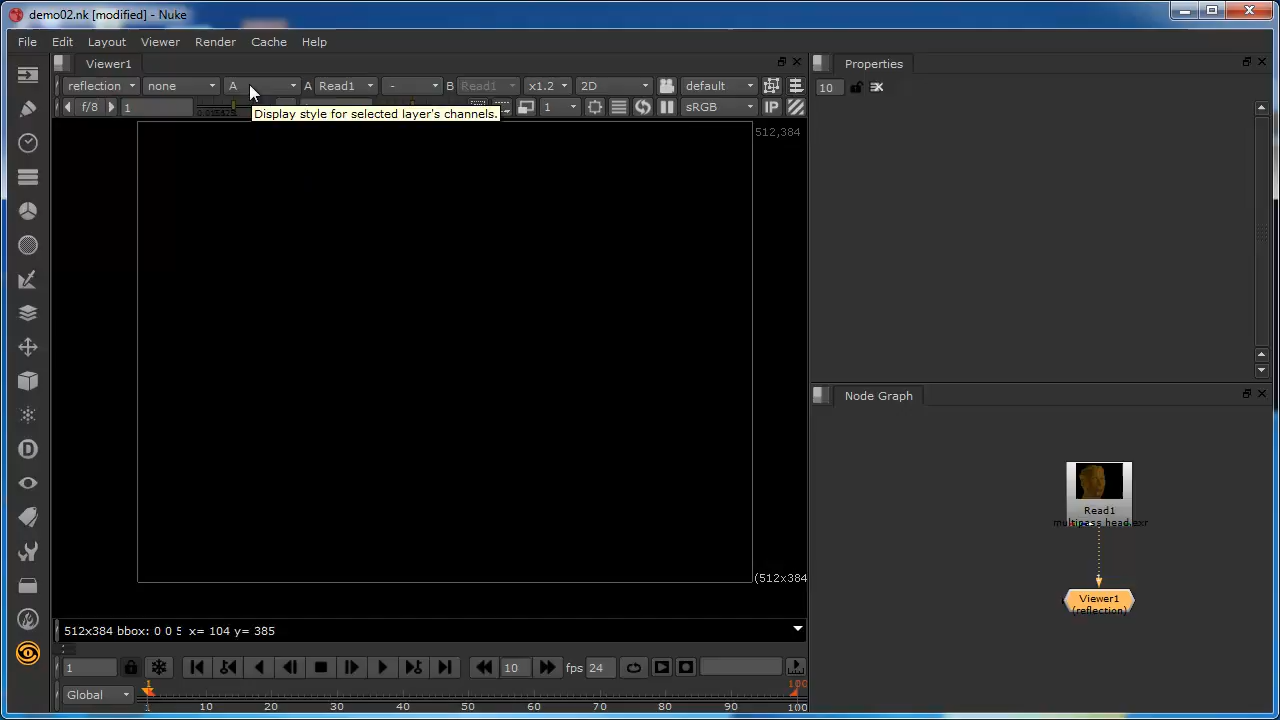 demo02.nk [modified] - Nuke
File Edit Layout Viewer Render Cache Help
Viewer1
reflection none A A Read1 - B Read1 x1.2 2D default
f/8 1 1 sRGB IP
Display style for selected layer's channels.
512,384
(512x384
512x384 bbox: 0 0 5 x= 104 y= 385
1 10 fps 24
Global
1 100
1 10 20 30 40 50 60 70 80 90 100
Properties
10
Node Graph
Read1
multipass_head.exr
Viewer1
(reflection)